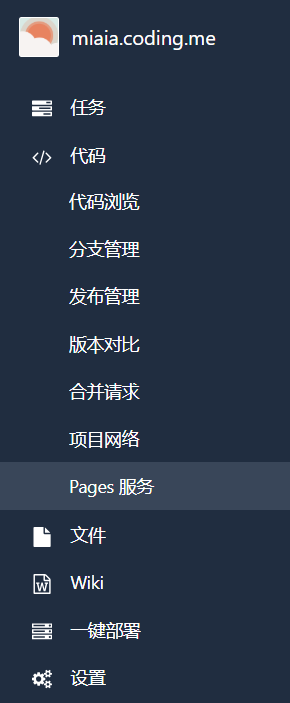 miaia.coding.me
任务
代码
代码浏览
分支管理
发布管理
版本对比
合并请求
项目网络
Pages 服务
文件
Wiki
一键部署
设置